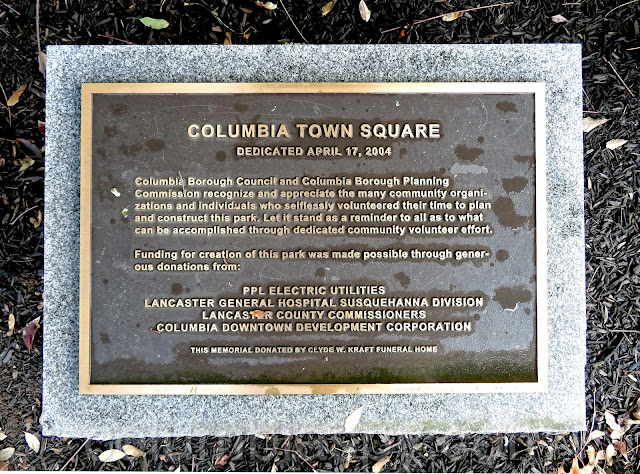 COLUMBIA TOWN SQUARE
DEDICATED APRIL 17, 2004
Columbia Borough Council and Columbia Borough Planning
Commission recognize and appreciate the many community organi-
zations and individuals who selflessly volunteered their time to plan
and construct this park. Let it stand as a reminder to all as to what
can be accomplished through dedicated community volunteer effort.
Funding for creation of this park was made possible through gener-
ous donations from:
PPL ELECTRIC UTILITIES
LANCASTER GENERAL HOSPITAL SUSQUEHANNA DIVISION
LANCASTER COUNTY COMMISSIONERS
COLUMBIA DOWNTOWN DEVELOPMENT CORPORATION
THIS MEMORIAL DONATED BY CLYDE W. KRAFT FUNERAL HOME